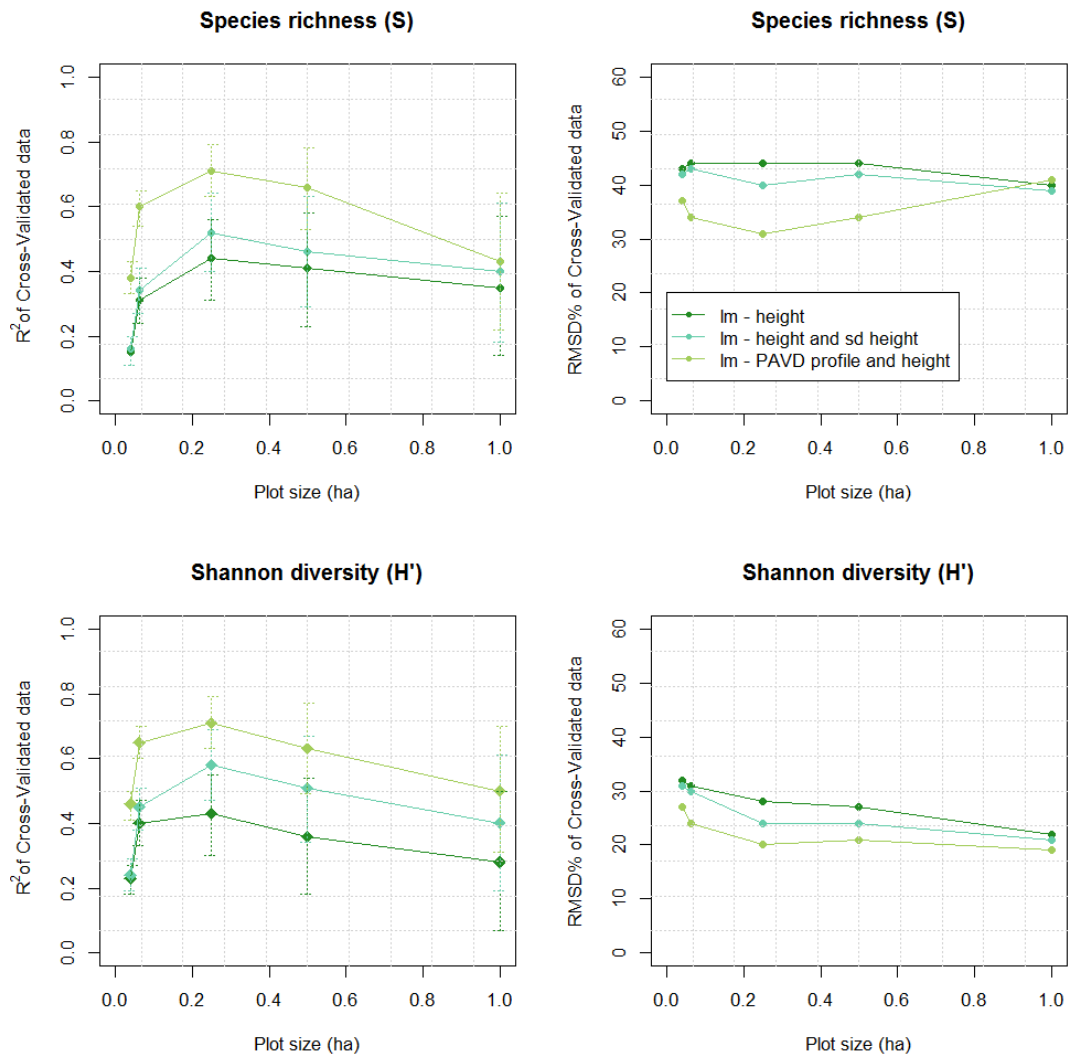 Species richness (S)
R²of Cross-Validated data
1.0
0.8
0.6
0.4
0.2
0.0
0.0 0.2 0.4 0.6 0.8 1.0
Plot size (ha)
Species richness (S)
RMSD% of Cross-Validated data
60
50
40
30
20
10
0
lm - height
lm - height and sd height
lm - PAVD profile and height
0.0 0.2 0.4 0.6 0.8 1.0
Plot size (ha)
Shannon diversity (H')
R²of Cross-Validated data
1.0
0.8
0.6
0.4
0.2
0.0
0.0 0.2 0.4 0.6 0.8 1.0
Plot size (ha)
Shannon diversity (H')
RMSD% of Cross-Validated data
60
50
40
30
20
10
0
0.0 0.2 0.4 0.6 0.8 1.0
Plot size (ha)